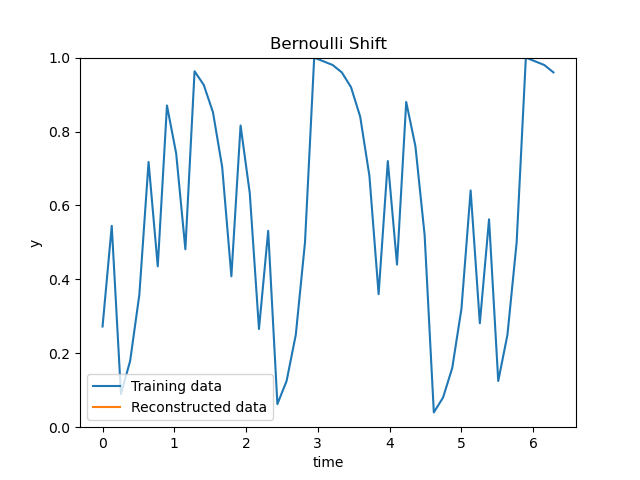 Bernoulli Shift
1.0
0.8
0.6
0.4
0.2
0.0
y
Training data
Reconstructed data
0 1 2 3 4 5 6
time